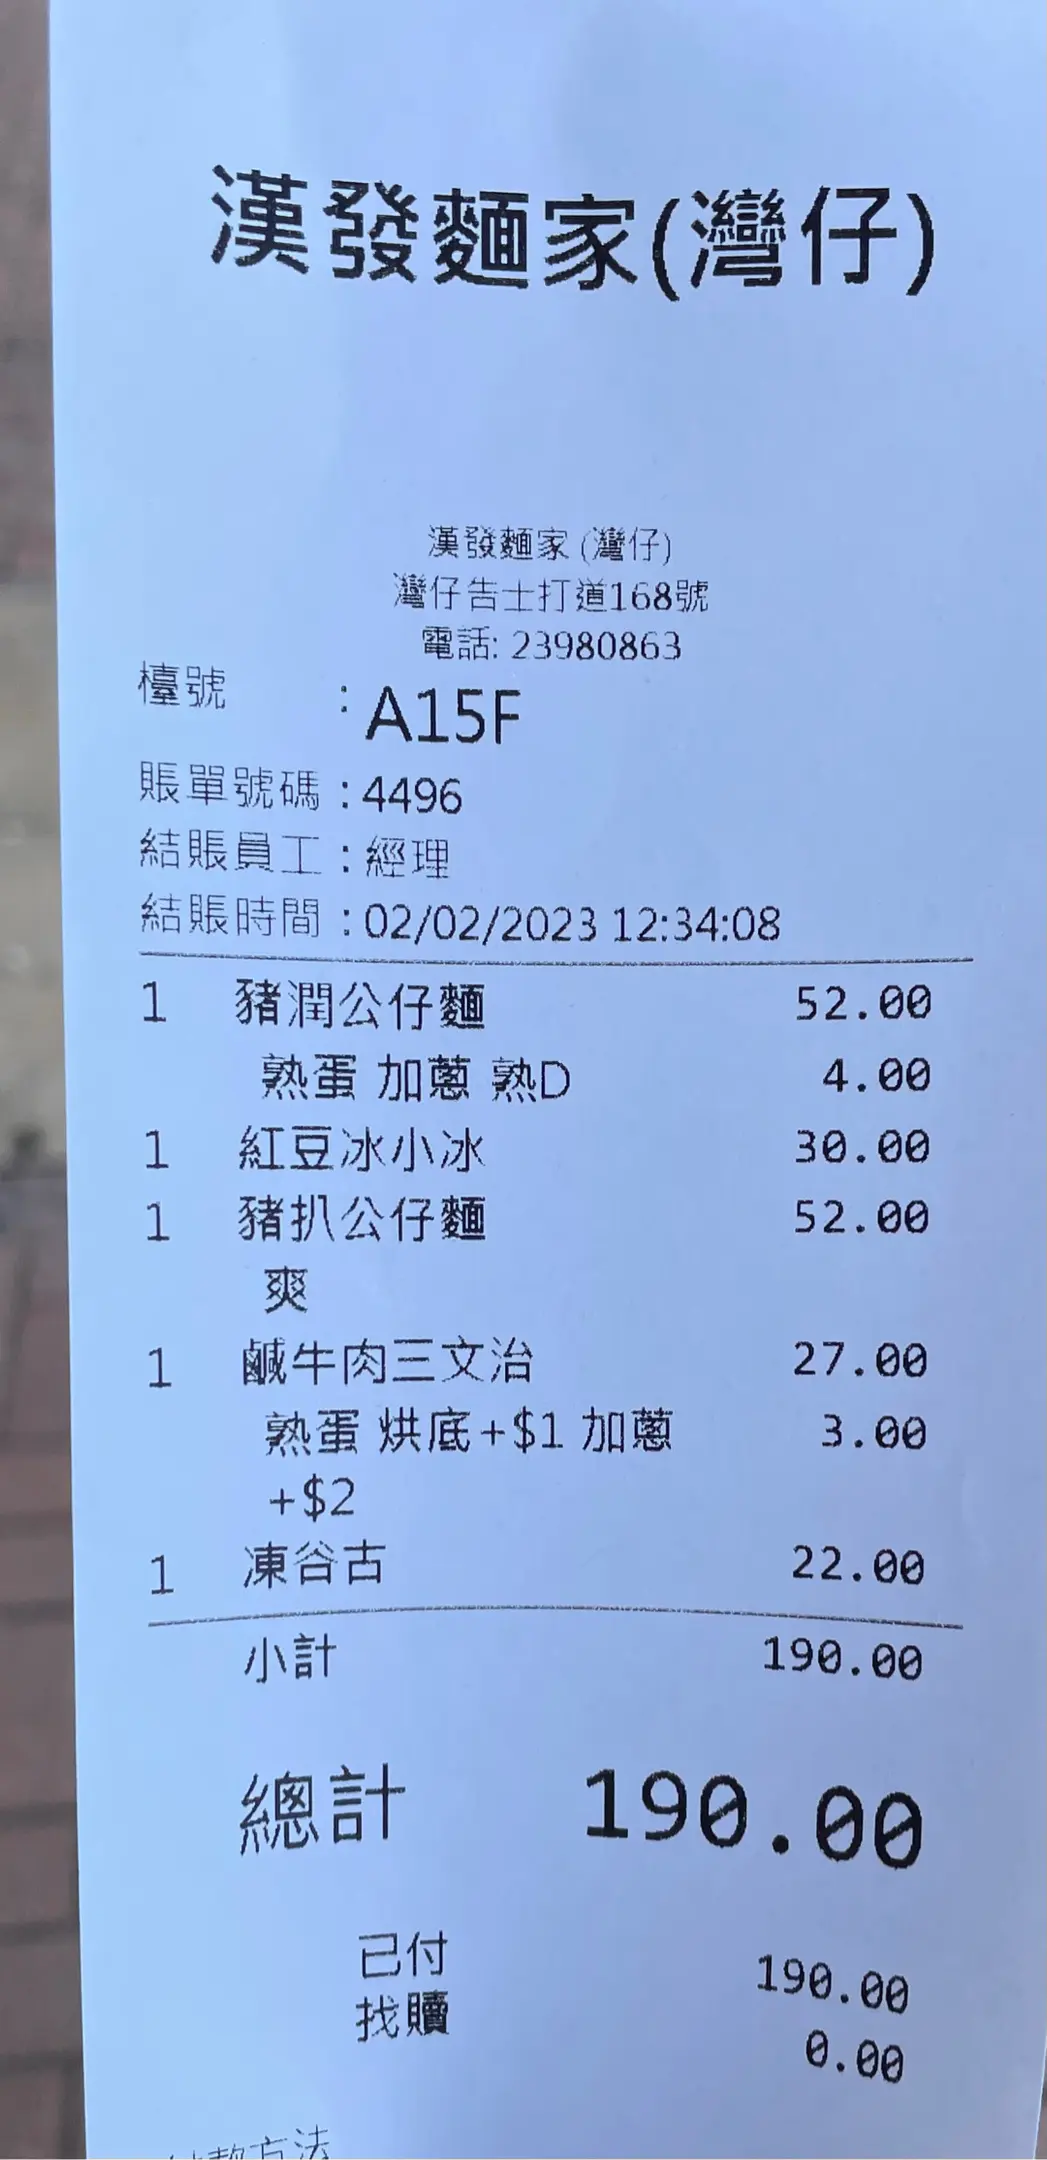 漢發麵家(灣仔)
漢發麵家 (灣仔)
灣仔告士打道168號
電話: 23980863
檯號 : A15F
賬單號碼 : 4496
結賬員工 : 經理
結賬時間 : 02/02/2023 12:34:08
1 豬潤公仔麵 52.00
熟蛋 加蔥 熟D 4.00
1 紅豆冰小冰 30.00
1 豬扒公仔麵 52.00
爽
1 鹹牛肉三文治 27.00
熟蛋 烘底+$1 加蔥 3.00
+$2
1 凍谷古 22.00
小計 190.00
總計 190.00
已付 190.00
找贖 0.00
付款方法